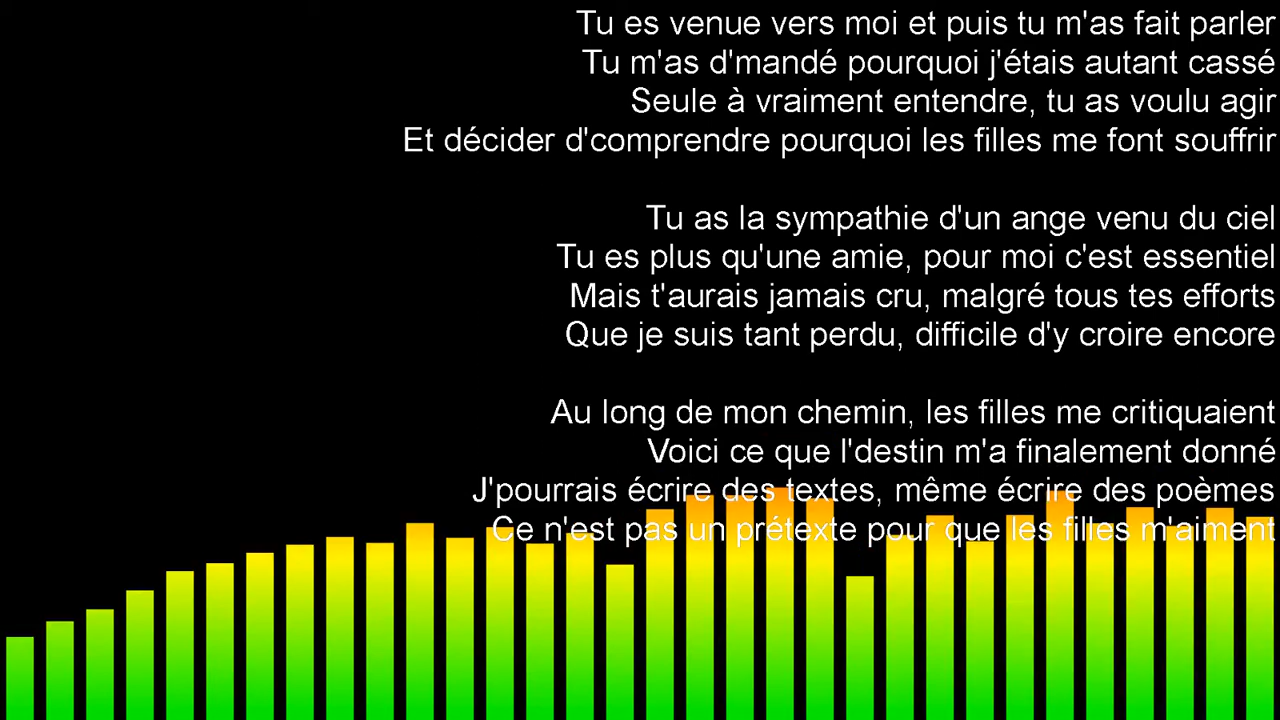 Tu es venue vers moi et puis tu m'as fait parler
Tu m'as d'mandé pourquoi j'étais autant cassé
Seule à vraiment entendre, tu as voulu agir
Et décider d'comprendre pourquoi les filles me font souffrir
Tu as la sympathie d'un ange venu du ciel
Tu es plus qu'une amie, pour moi c'est essentiel
Mais t'aurais jamais cru, malgré tous tes efforts
Que je suis tant perdu, difficile d'y croire encore
Au long de mon chemin, les filles me critiquaient
Voici ce que l'destin m'a finalement donné
J'pourrais écrire des textes, même écrire des poèmes
Ce n'est pas un prétexte pour que les filles m'aiment